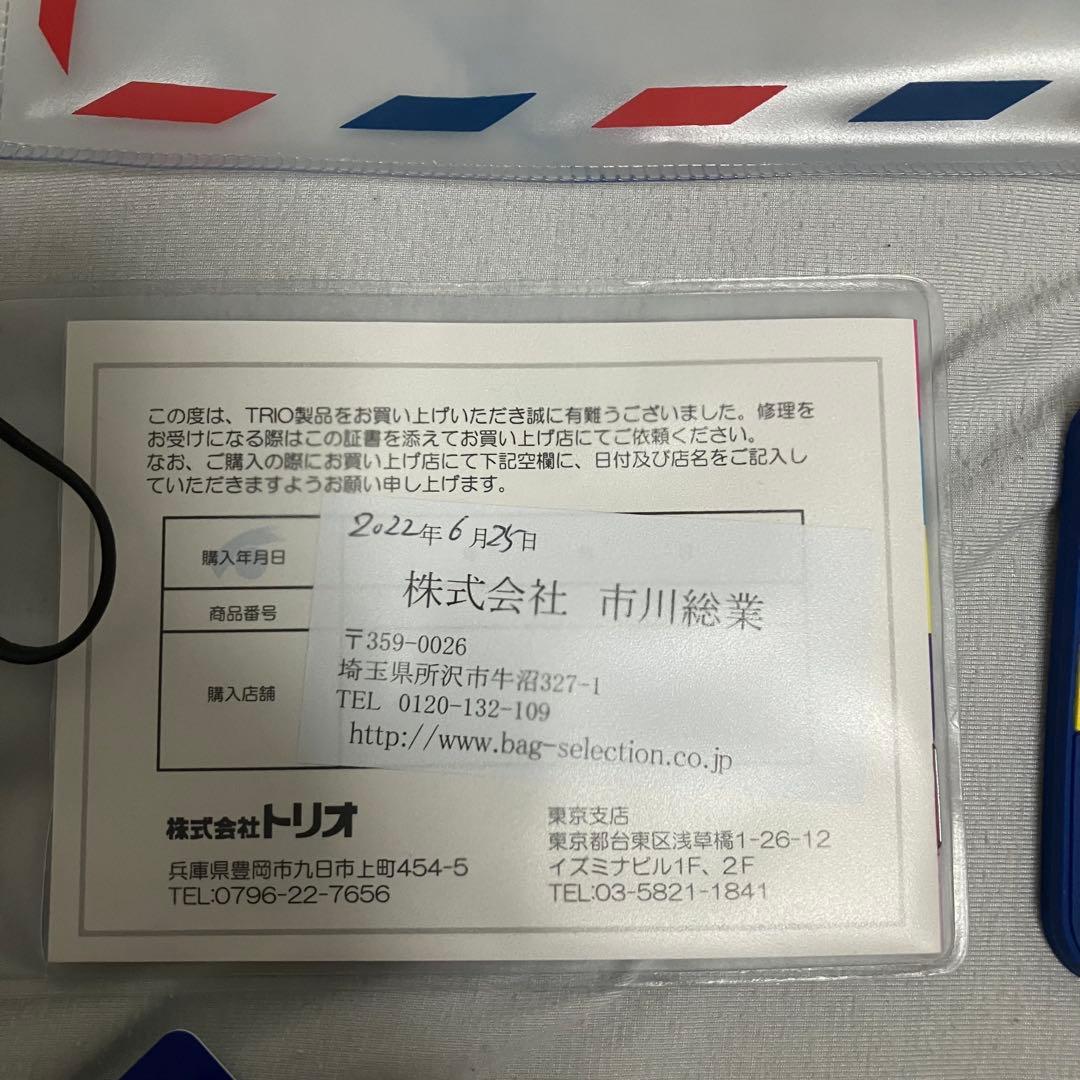 この度は、TRIO製品をお買い上げいただき誠に有難うございました。修理を
お受けになる際はこの証書を添えてお買い上げ店にてご依頼ください。
なお、ご購入の際にお買い上げ店にて下記空欄に、日付及び店名をご記入し
ていただきますようお願い申し上げます。
購入年月日
2022年6月25日
商品番号
購入店舗
株式会社 市川総業
〒359-0026
埼玉県所沢市牛沼327-1
TEL 0120-132-109
http://www.bag-selection.co.jp
株式会社トリオ
兵庫県豊岡市九日市上町454-5
TEL:0796-22-7656
東京支店
東京都台東区浅草橋1-26-12
イズミナビル1F、2F
TEL:03-5821-1841